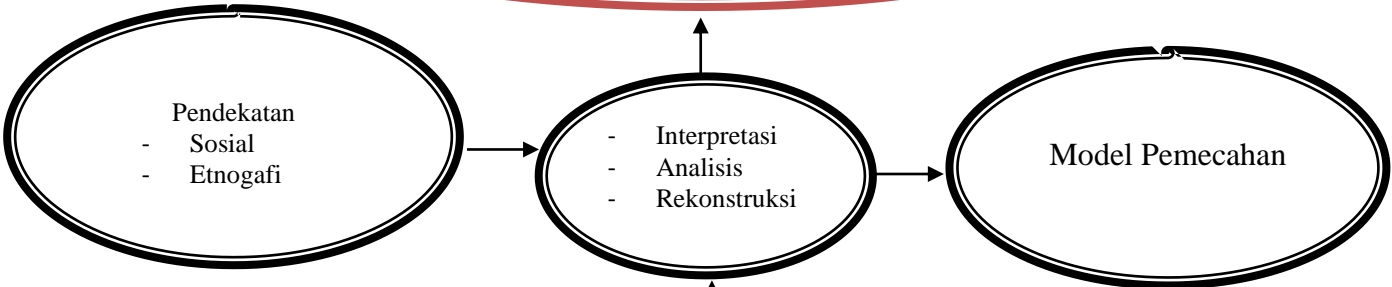 Pendekatan
- Sosial
- Etnogafi
- Interpretasi
- Analisis
- Rekonstruksi
Model Pemecahan